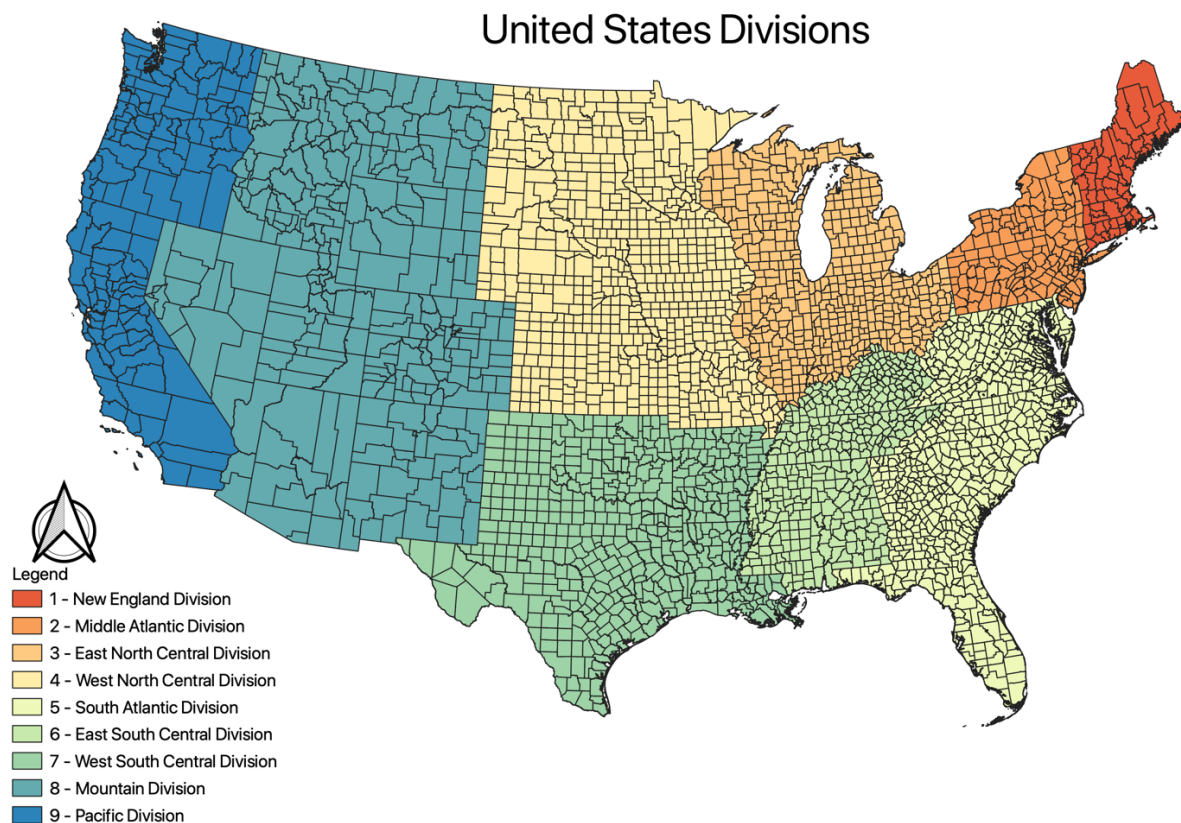 United States Divisions
Legend
1 - New England Division
2 - Middle Atlantic Division
3 - East North Central Division
4 - West North Central Division
5 - South Atlantic Division
6 - East South Central Division
7 - West South Central Division
8 - Mountain Division
9 - Pacific Division